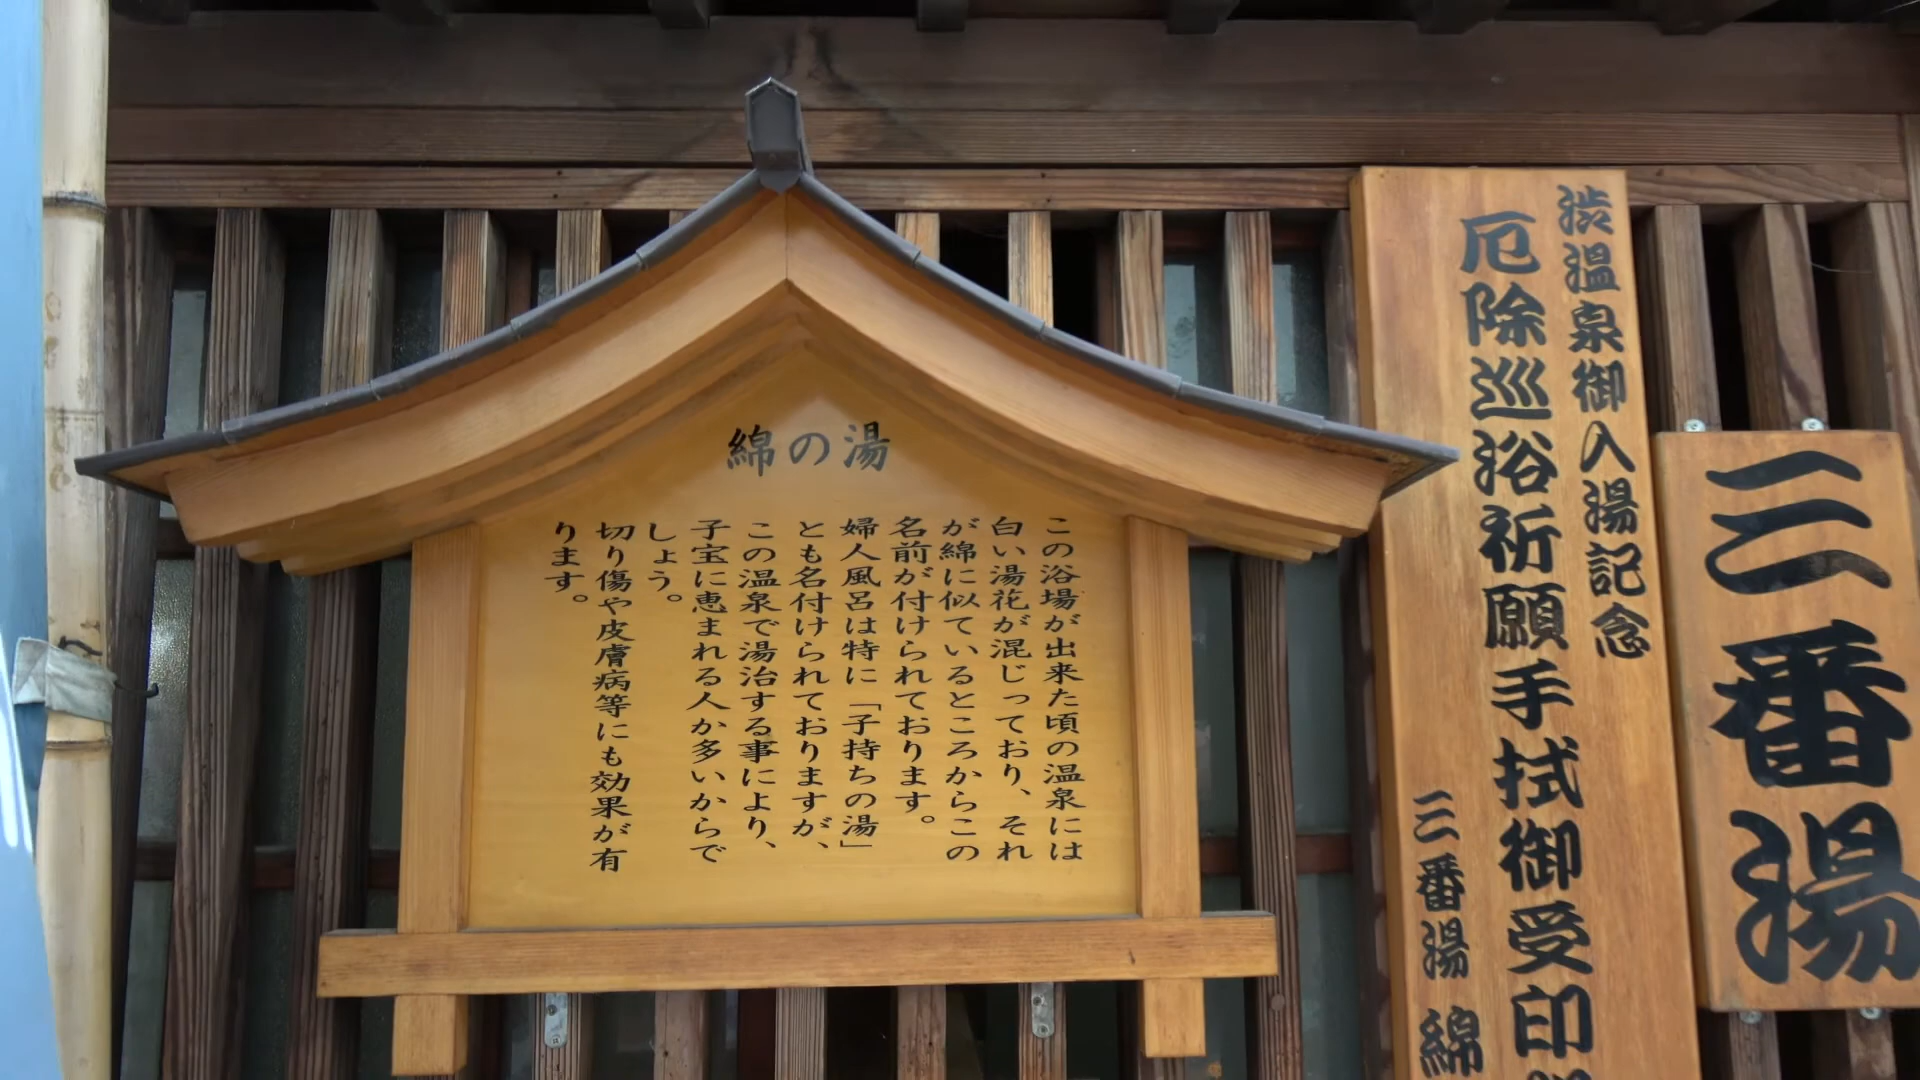 綿の湯
この浴場が出来た頃の温泉には
白い湯花が混じっており、それ
が綿に似ているところからこの
名前が付けられております。
婦人風呂は特に「子持ちの湯」
とも名付けられておりますが、
この温泉で湯治する事により、
子宝に恵まれる人か多いからで
しょう。
切り傷や皮膚病等にも効果が有
ります。
渋温泉御入湯記念
厄除巡浴祈願手拭御受印
三番湯 綿
三番湯